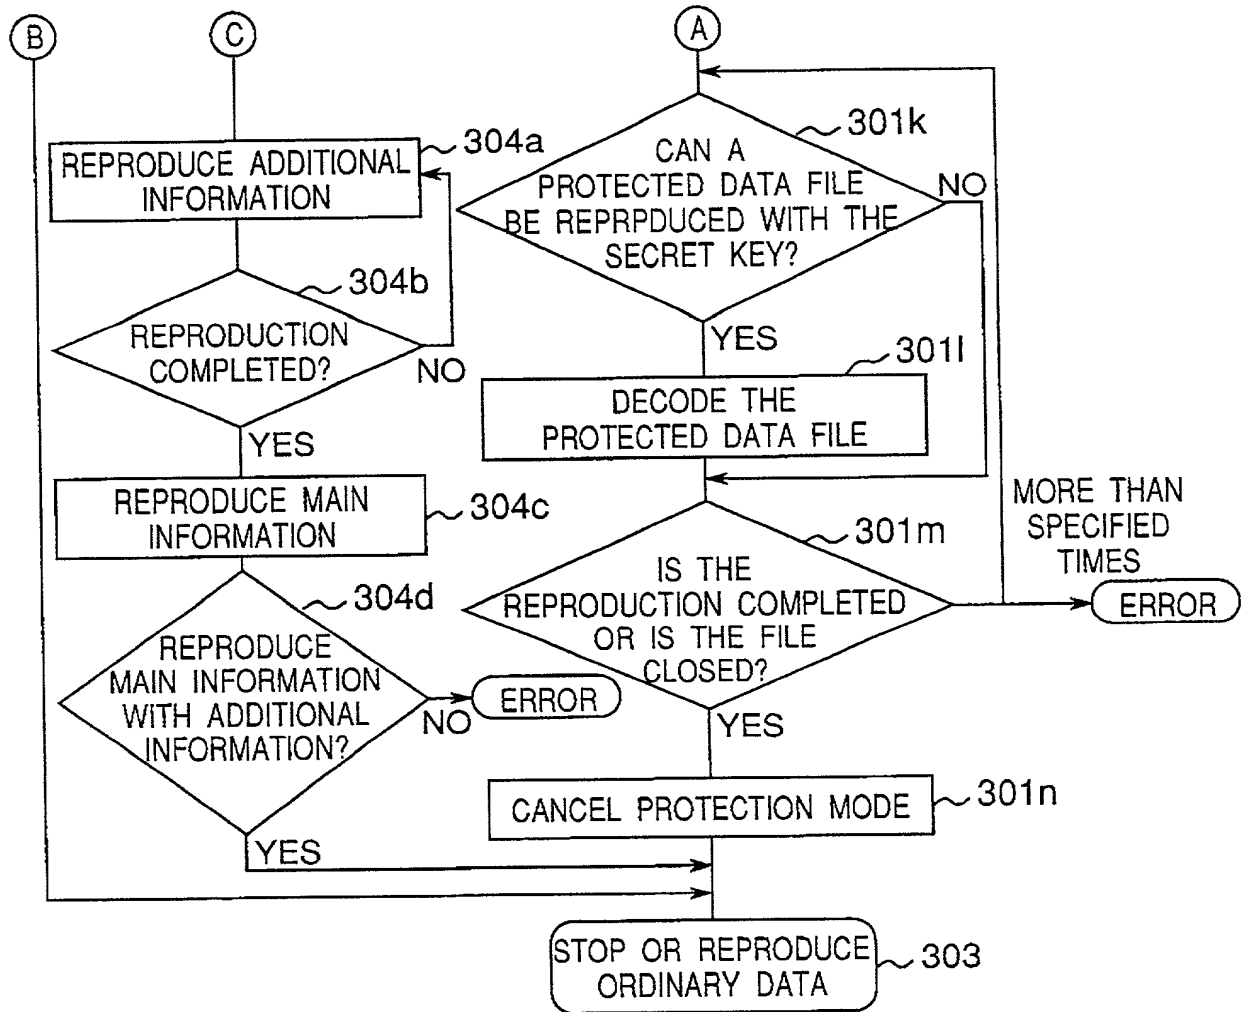 B
C
A
304a
REPRODUCE ADDITIONAL
INFORMATION
304b
REPRODUCTION
COMPLETED?
NO
YES
REPRODUCE MAIN
INFORMATION
304c
304d
REPRODUCE
MAIN INFORMATION
WITH ADDITIONAL
INFORMATION?
NO
ERROR
YES
301k
CAN A
PROTECTED DATA FILE
BE REPRPDUCED WITH THE
SECRET KEY?
NO
YES
301l
DECODE THE
PROTECTED DATA FILE
301m
IS THE
REPRODUCTION COMPLETED
OR IS THE FILE
CLOSED?
MORE THAN
SPECIFIED
TIMES
ERROR
YES
CANCEL PROTECTION MODE
301n
STOP OR REPRODUCE
ORDINARY DATA
303